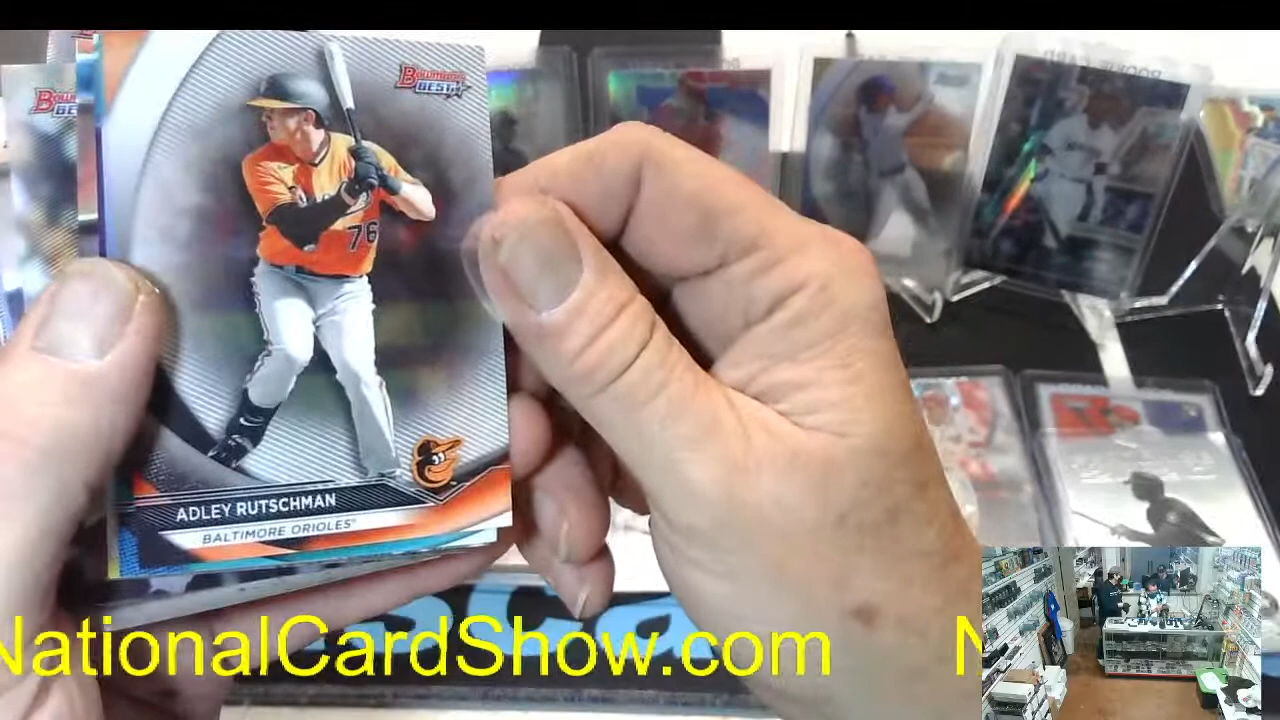 BOWMAN'S
BEST
ADLEY RUTSCHMAN
BALTIMORE ORIOLES
76
NationalCardShow.com
N